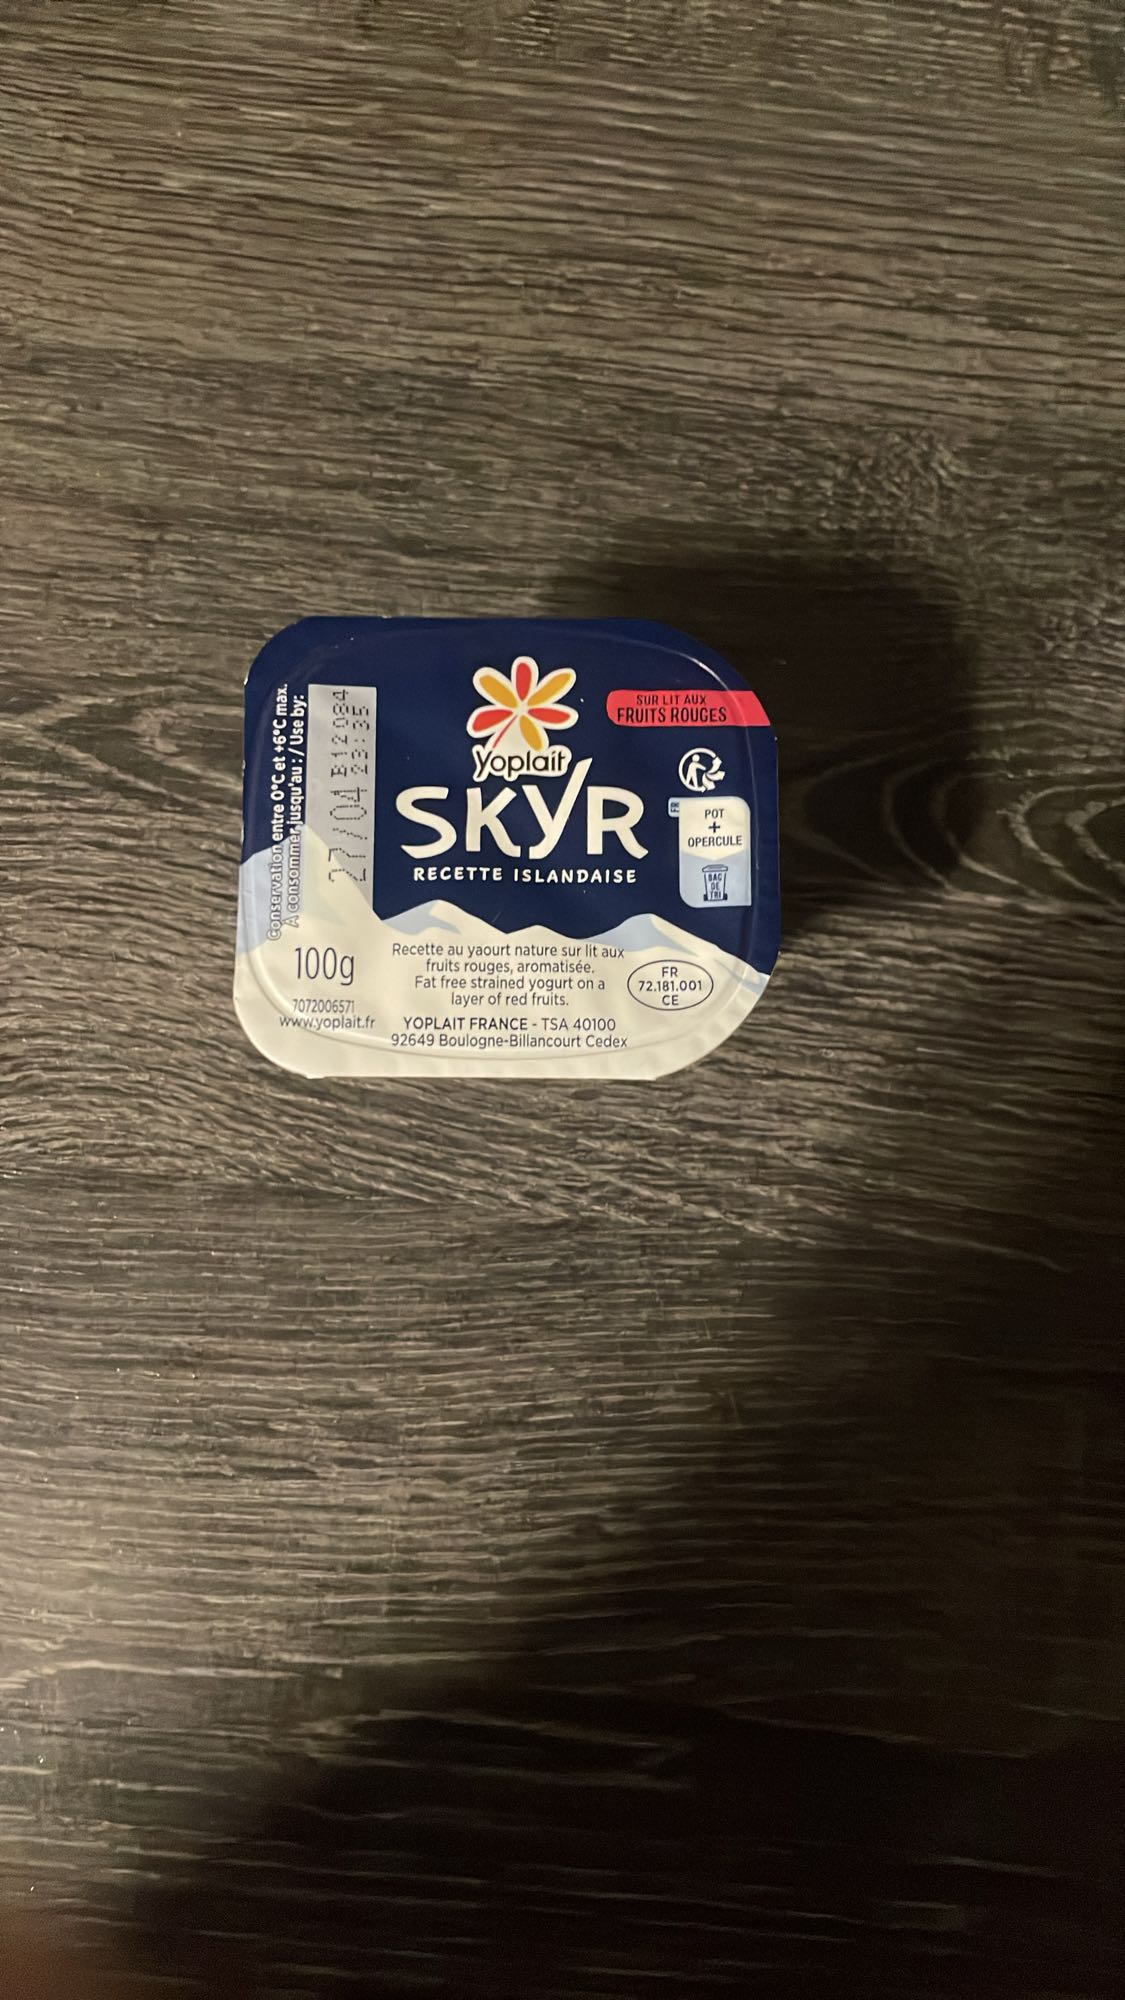 Conservation entre 0°C et +6°C max.
À consommer jusqu'au : / Use by:
27/04 B12084
23:35
Yoplait
SKYR
RECETTE ISLANDAISE
SUR LIT AUX
FRUITS ROUGES
FR
POT
+
OPERCULE
BAC
DE
TRI
100g
7072006571
www.yoplait.fr
Recette au yaourt nature sur lit aux
fruits rouges, aromatisée.
Fat free strained yogurt on a
layer of red fruits.
YOPLAIT FRANCE - TSA 40100
92649 Boulogne-Billancourt Cedex
FR
72.181.001
CE